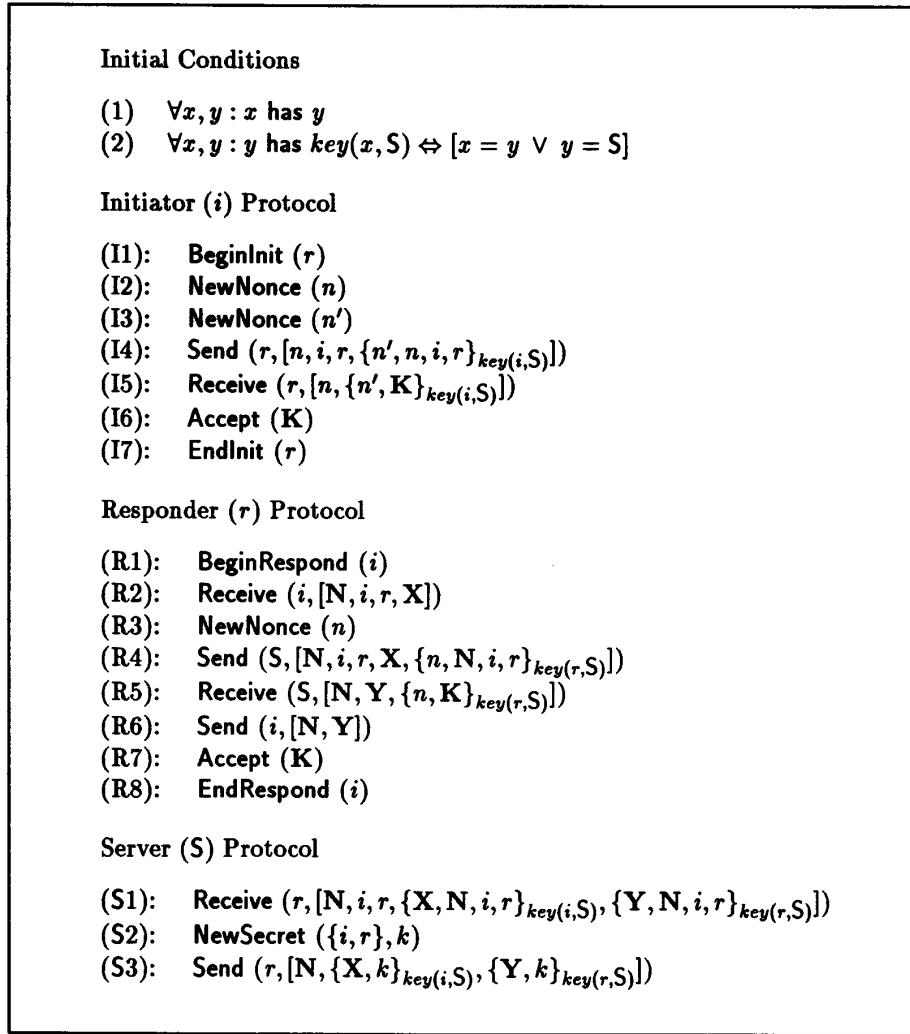 Initial Conditions
(1) ∀x, y : x has y
(2) ∀x, y : y has key(x, S) ⇔ [x = y ∨ y = S]
Initiator (i) Protocol
(I1): BeginInit (r)
(I2): NewNonce (n)
(I3): NewNonce (n′)
(I4): Send (r, [n, i, r, {n′, n, i, r}key(i,S)])
(I5): Receive (r, [n, {n′, K}key(i,S)])
(I6): Accept (K)
(I7): EndInit (r)
Responder (r) Protocol
(R1): BeginRespond (i)
(R2): Receive (i, [N, i, r, X])
(R3): NewNonce (n)
(R4): Send (S, [N, i, r, X, {n, N, i, r}key(r,S)])
(R5): Receive (S, [N, Y, {n, K}key(r,S)])
(R6): Send (i, [N, Y])
(R7): Accept (K)
(R8): EndRespond (i)
Server (S) Protocol
(S1): Receive (r, [N, i, r, {X, N, i, r}key(i,S), {Y, N, i, r}key(r,S)])
(S2): NewSecret ({i, r}, k)
(S3): Send (r, [N, {X, k}key(i,S), {Y, k}key(r,S)])